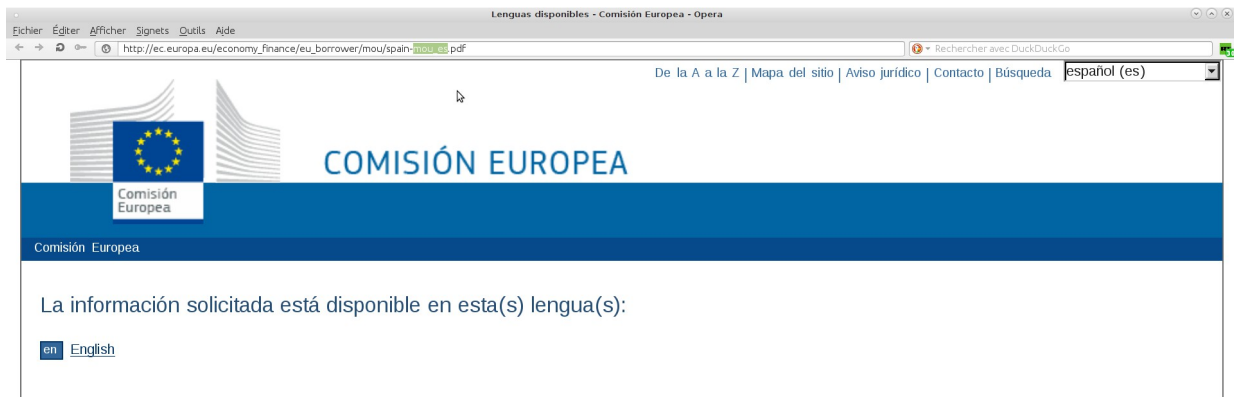 Lenguas disponibles - Comisión Europea - Opera
Fichier Éditer Afficher Signets Outils Aide
http://ec.europa.eu/economy_finance/eu_borrower/mou/spain-mou_es.pdf Rechercher avec DuckDuckGo
De la A a la Z | Mapa del sitio | Aviso jurídico | Contacto | Búsqueda español (es)
COMISIÓN EUROPEA
Comisión
Europea
Comisión Europea
La información solicitada está disponible en esta(s) lengua(s):
en English